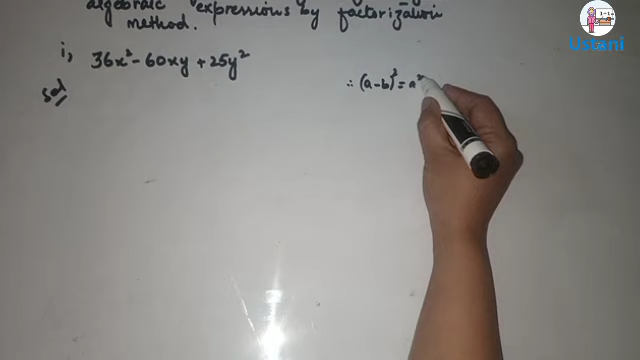 algebraic expressions by factorization
method.
i, 36x² - 60xy + 25y²
Sol
∴ (a-b)² = a²
Ustani